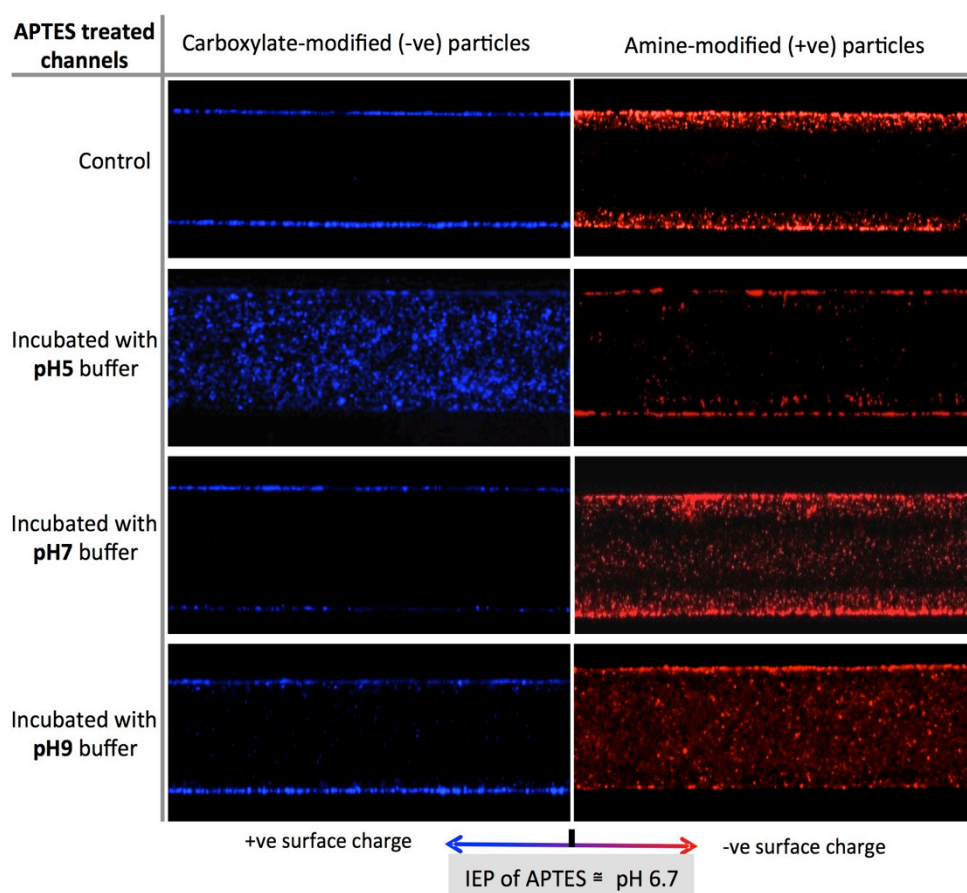 APTES treated
channels
Carboxylate-modified (-ve) particles
Amine-modified (+ve) particles
Control
Incubated with
pH5 buffer
Incubated with
pH7 buffer
Incubated with
pH9 buffer
+ve surface charge
-ve surface charge
IEP of APTES ≅ pH 6.7